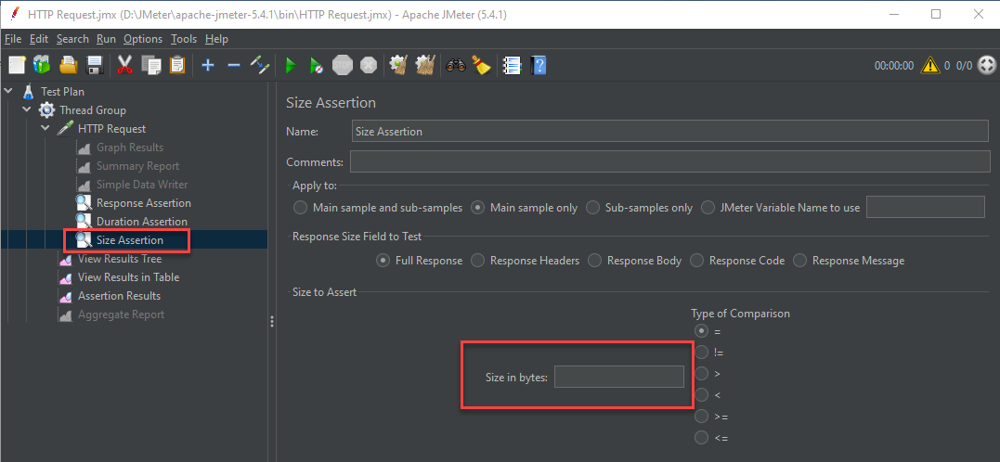 HTTP Request.jmx (D:\JMeter\apache-jmeter-5.4.1\bin\HTTP Request.jmx) - Apache JMeter (5.4.1)
File Edit Search Run Options Tools Help
STOP 00:00:00 0 0/0
Test Plan
Thread Group
HTTP Request
Graph Results
Summary Report
Simple Data Writer
Response Assertion
Duration Assertion
Size Assertion
View Results Tree
View Results in Table
Assertion Results
Aggregate Report
Size Assertion
Name: Size Assertion
Comments:
Apply to:
Main sample and sub-samples Main sample only Sub-samples only JMeter Variable Name to use
Response Size Field to Test
Full Response Response Headers Response Body Response Code Response Message
Size to Assert
Type of Comparison
=
!=
>
<
>=
<=
Size in bytes: